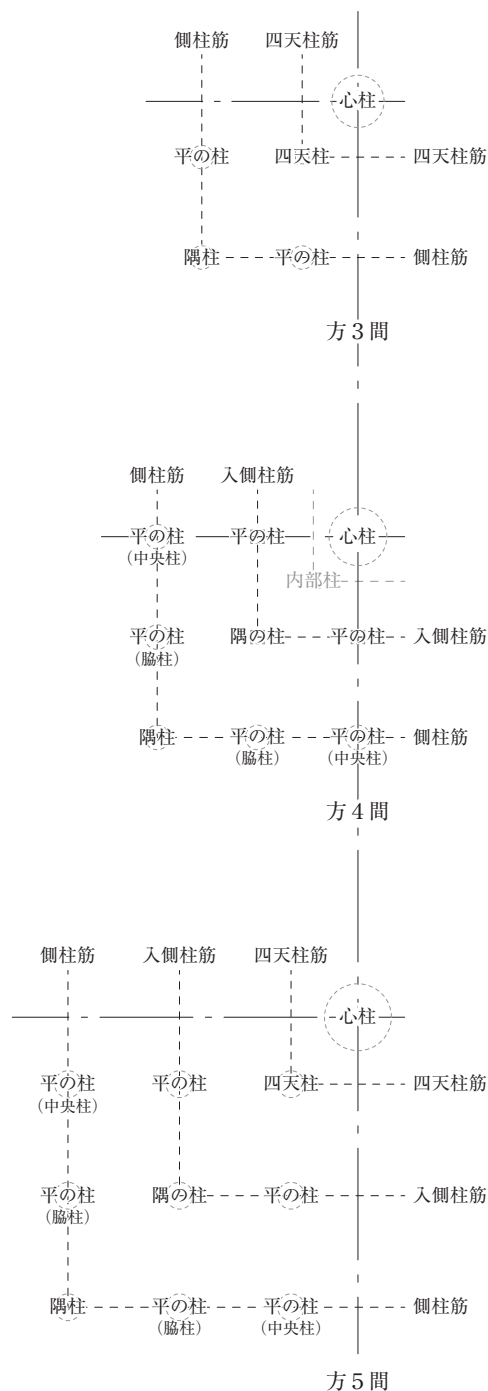 側柱筋 四天柱筋
心柱
平の柱 四天柱 四天柱筋
隅柱 平の柱 側柱筋
方3間
側柱筋 入側柱筋
平の柱 平の柱 心柱
(中央柱)
内部柱
平の柱 隅の柱 平の柱 入側柱筋
(脇柱)
隅柱 平の柱 平の柱 側柱筋
(脇柱) (中央柱)
方4間
側柱筋 入側柱筋 四天柱筋
心柱
平の柱 平の柱 四天柱 四天柱筋
(中央柱)
平の柱 隅の柱 平の柱 入側柱筋
(脇柱)
隅柱 平の柱 平の柱 側柱筋
(脇柱) (中央柱)
方5間